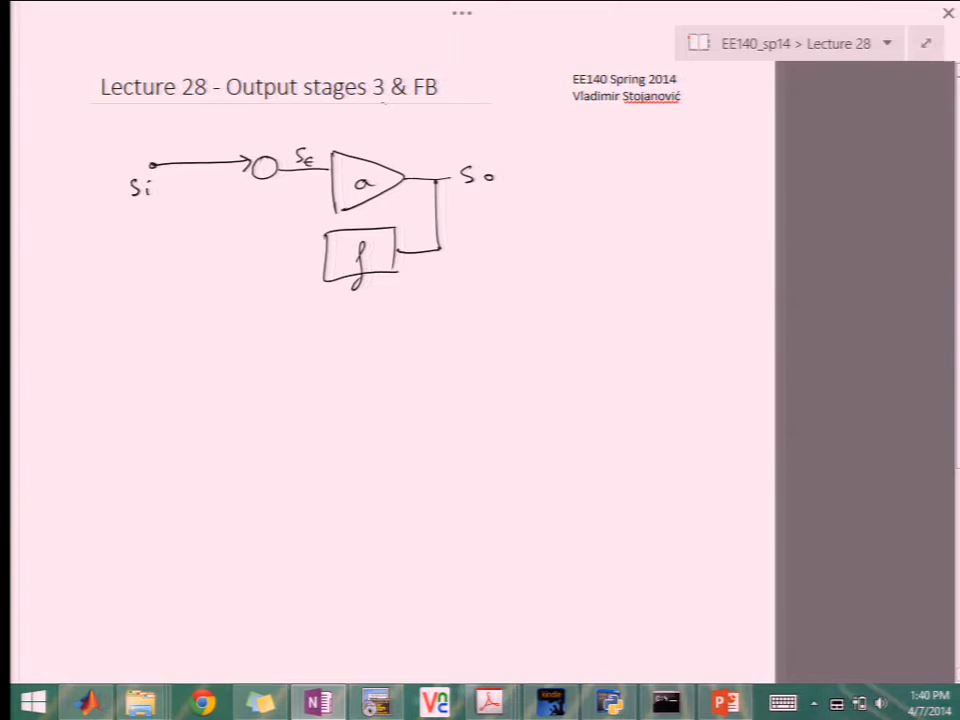 EE140_sp14 > Lecture 28
Lecture 28 - Output stages 3 & FB
EE140 Spring 2014
Vladimir Stojanović
Si
Sϵ
a
So
f
1:40 PM
4/7/2014